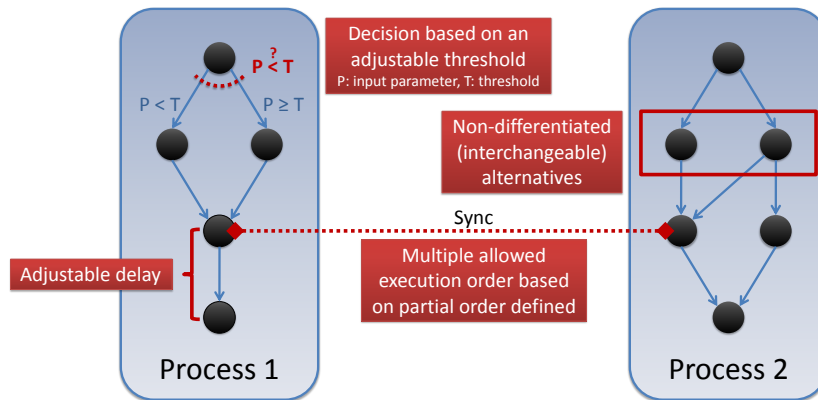 Decision based on an
adjustable threshold
P: input parameter, T: threshold
?
P < T
P < T
P ≥ T
Non-differentiated
(interchangeable)
alternatives
Sync
Adjustable delay
Multiple allowed
execution order based
on partial order defined
Process 1
Process 2